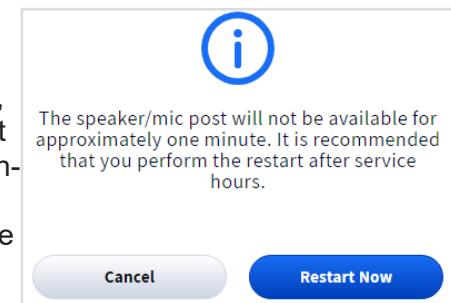 The speaker/mic post will not be available for
approximately one minute. It is recommended
that you perform the restart after service
hours.
Cancel
Restart Now